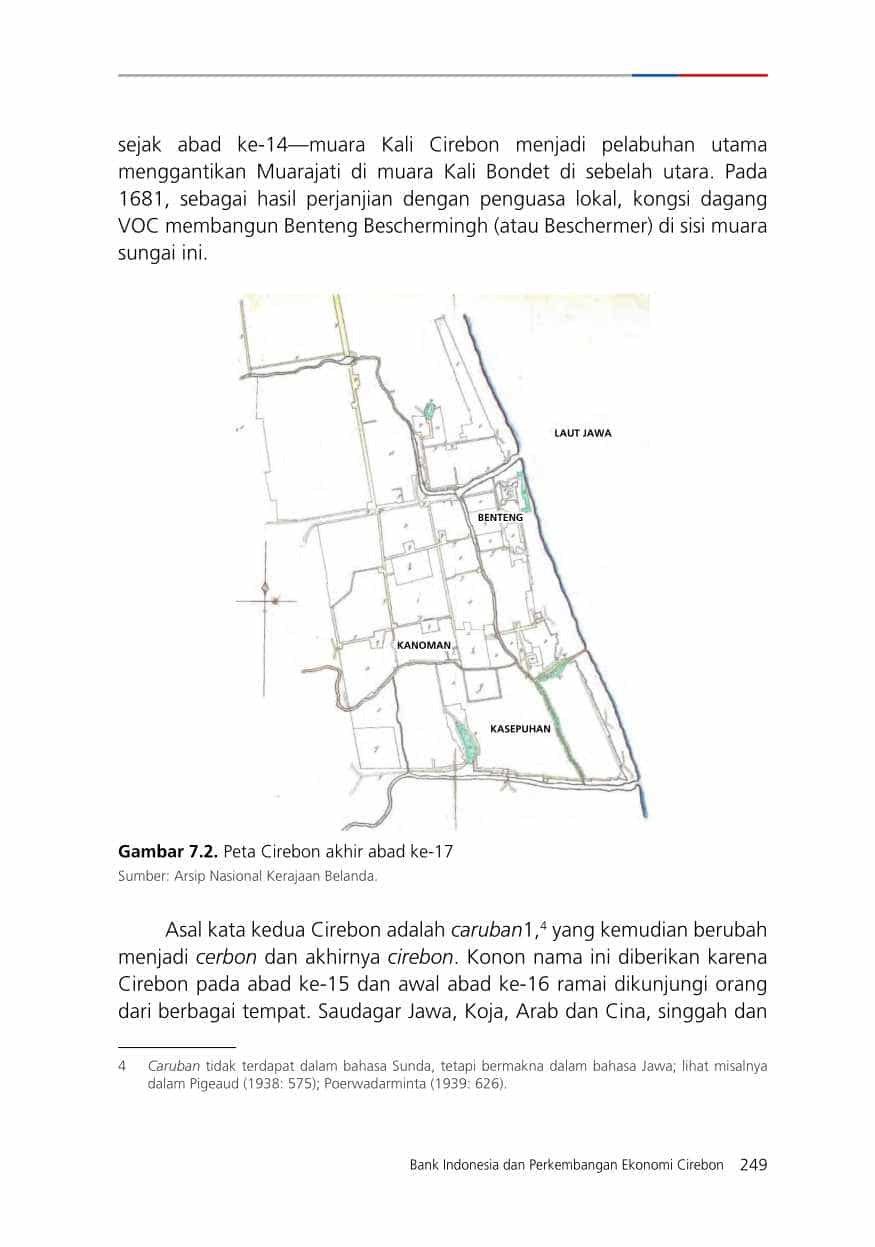 sejak abad ke-14—muara Kali Cirebon menjadi pelabuhan utama
menggantikan Muarajati di muara Kali Bondet di sebelah utara. Pada
1681, sebagai hasil perjanjian dengan penguasa lokal, kongsi dagang
VOC membangun Benteng Beschermingh (atau Beschermer) di sisi muara
sungai ini.
LAUT JAWA
BENTENG
KANOMAN
KASEPUHAN
Gambar 7.2. Peta Cirebon akhir abad ke-17
Sumber: Arsip Nasional Kerajaan Belanda.
Asal kata kedua Cirebon adalah caruban1,4 yang kemudian berubah
menjadi cerbon dan akhirnya cirebon. Konon nama ini diberikan karena
Cirebon pada abad ke-15 dan awal abad ke-16 ramai dikunjungi orang
dari berbagai tempat. Saudagar Jawa, Koja, Arab dan Cina, singgah dan
4 Caruban tidak terdapat dalam bahasa Sunda, tetapi bermakna dalam bahasa Jawa; lihat misalnya
dalam Pigeaud (1938: 575); Poerwadarminta (1939: 626).
Bank Indonesia dan Perkembangan Ekonomi Cirebon 249